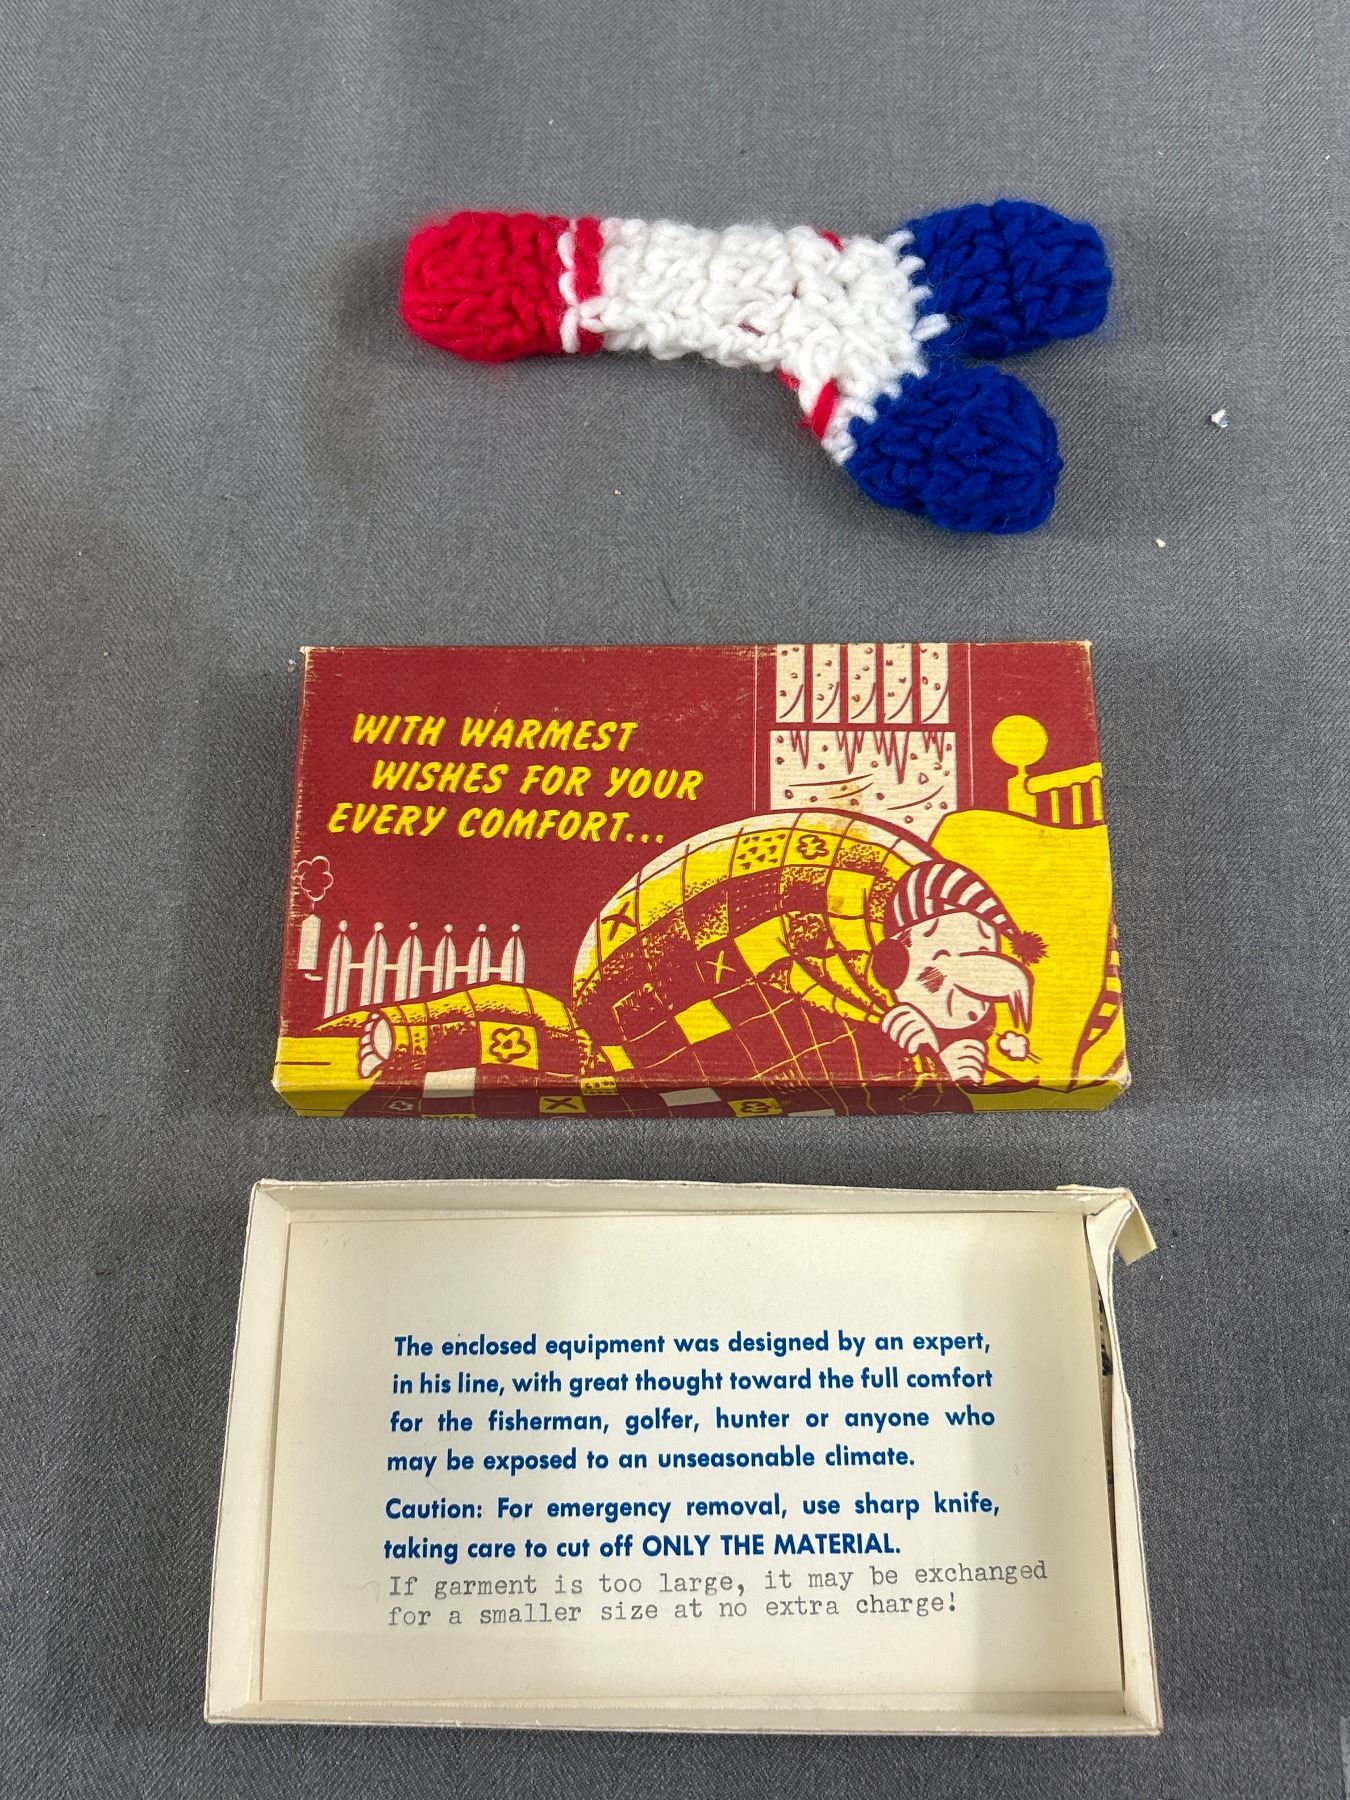 WITH WARMEST
WISHES FOR YOUR
EVERY COMFORT...
The enclosed equipment was designed by an expert,
in his line, with great thought toward the full comfort
for the fisherman, golfer, hunter or anyone who
may be exposed to an unseasonable climate.
Caution: For emergency removal, use sharp knife,
taking care to cut off ONLY THE MATERIAL.
If garment is too large, it may be exchanged
for a smaller size at no extra charge!